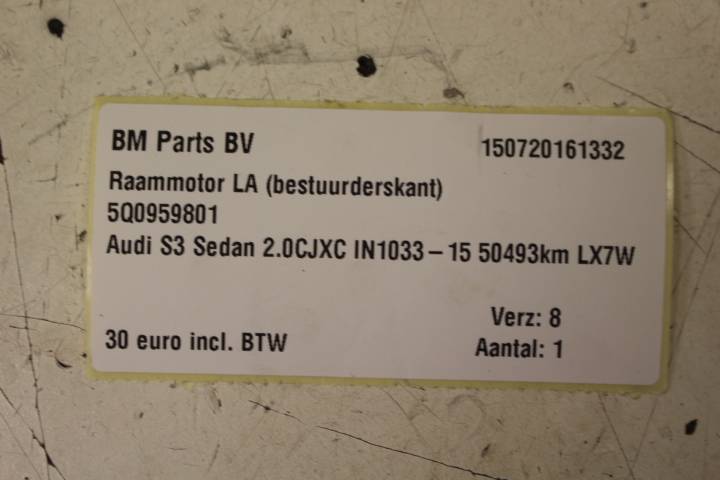 BM Parts BV 150720161332
Raammotor LA (bestuurderskant)
5Q0959801
Audi S3 Sedan 2.0CJXC IN1033-15 50493km LX7W
Verz: 8
30 euro incl. BTW Aantal: 1